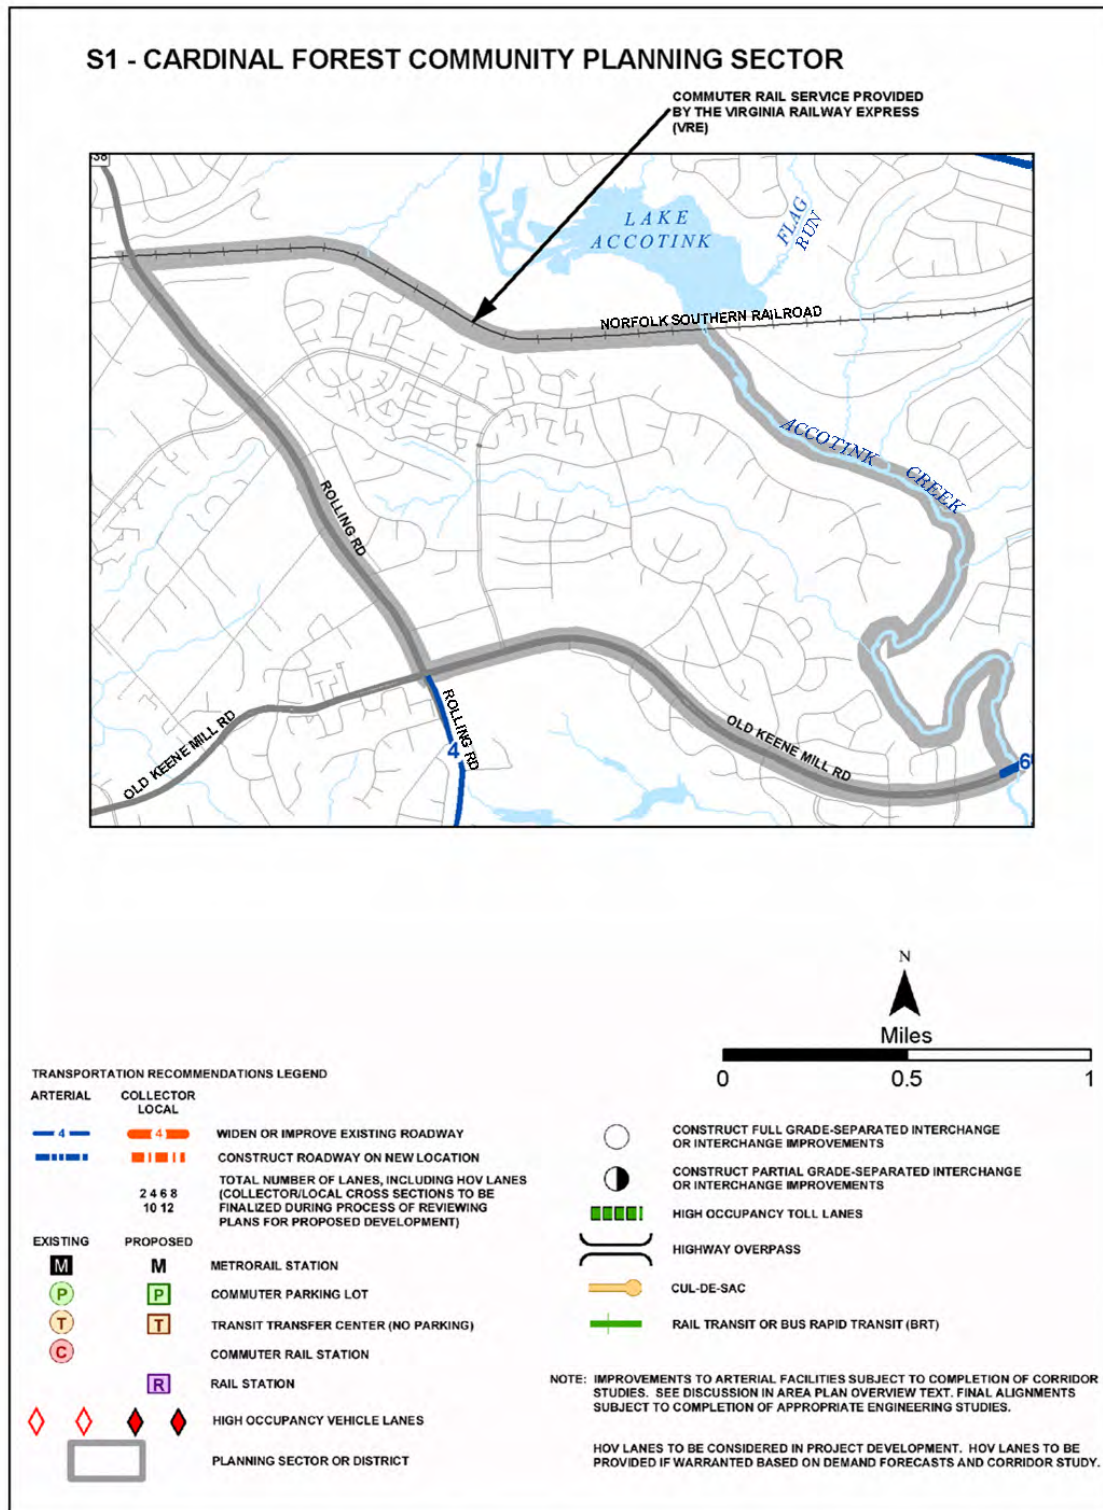 S1 - CARDINAL FOREST COMMUNITY PLANNING SECTOR
COMMUTER RAIL SERVICE PROVIDED
BY THE VIRGINIA RAILWAY EXPRESS
(VRE)
LAKE
ACCOTINK
FLAG
RUN
NORFOLK SOUTHERN RAILROAD
ACCOTINK
CREEK
ROLLING RD
ROLLING RD
4
OLD KEENE MILL RD
OLD KEENE MILL RD
N
Miles
0 0.5 1
TRANSPORTATION RECOMMENDATIONS LEGEND
ARTERIAL COLLECTOR
LOCAL
4 4 WIDEN OR IMPROVE EXISTING ROADWAY
CONSTRUCT ROADWAY ON NEW LOCATION
TOTAL NUMBER OF LANES, INCLUDING HOV LANES
2 4 6 8 (COLLECTOR/LOCAL CROSS SECTIONS TO BE
10 12 FINALIZED DURING PROCESS OF REVIEWING
PLANS FOR PROPOSED DEVELOPMENT)
EXISTING PROPOSED
M M METRORAIL STATION
P P COMMUTER PARKING LOT
T T TRANSIT TRANSFER CENTER (NO PARKING)
C COMMUTER RAIL STATION
R RAIL STATION
HIGH OCCUPANCY VEHICLE LANES
PLANNING SECTOR OR DISTRICT
CONSTRUCT FULL GRADE-SEPARATED INTERCHANGE
OR INTERCHANGE IMPROVEMENTS
CONSTRUCT PARTIAL GRADE-SEPARATED INTERCHANGE
OR INTERCHANGE IMPROVEMENTS
HIGH OCCUPANCY TOLL LANES
HIGHWAY OVERPASS
CUL-DE-SAC
RAIL TRANSIT OR BUS RAPID TRANSIT (BRT)
NOTE: IMPROVEMENTS TO ARTERIAL FACILITIES SUBJECT TO COMPLETION OF CORRIDOR
STUDIES. SEE DISCUSSION IN AREA PLAN OVERVIEW TEXT. FINAL ALIGNMENTS
SUBJECT TO COMPLETION OF APPROPRIATE ENGINEERING STUDIES.
HOV LANES TO BE CONSIDERED IN PROJECT DEVELOPMENT. HOV LANES TO BE
PROVIDED IF WARRANTED BASED ON DEMAND FORECASTS AND CORRIDOR STUDY.